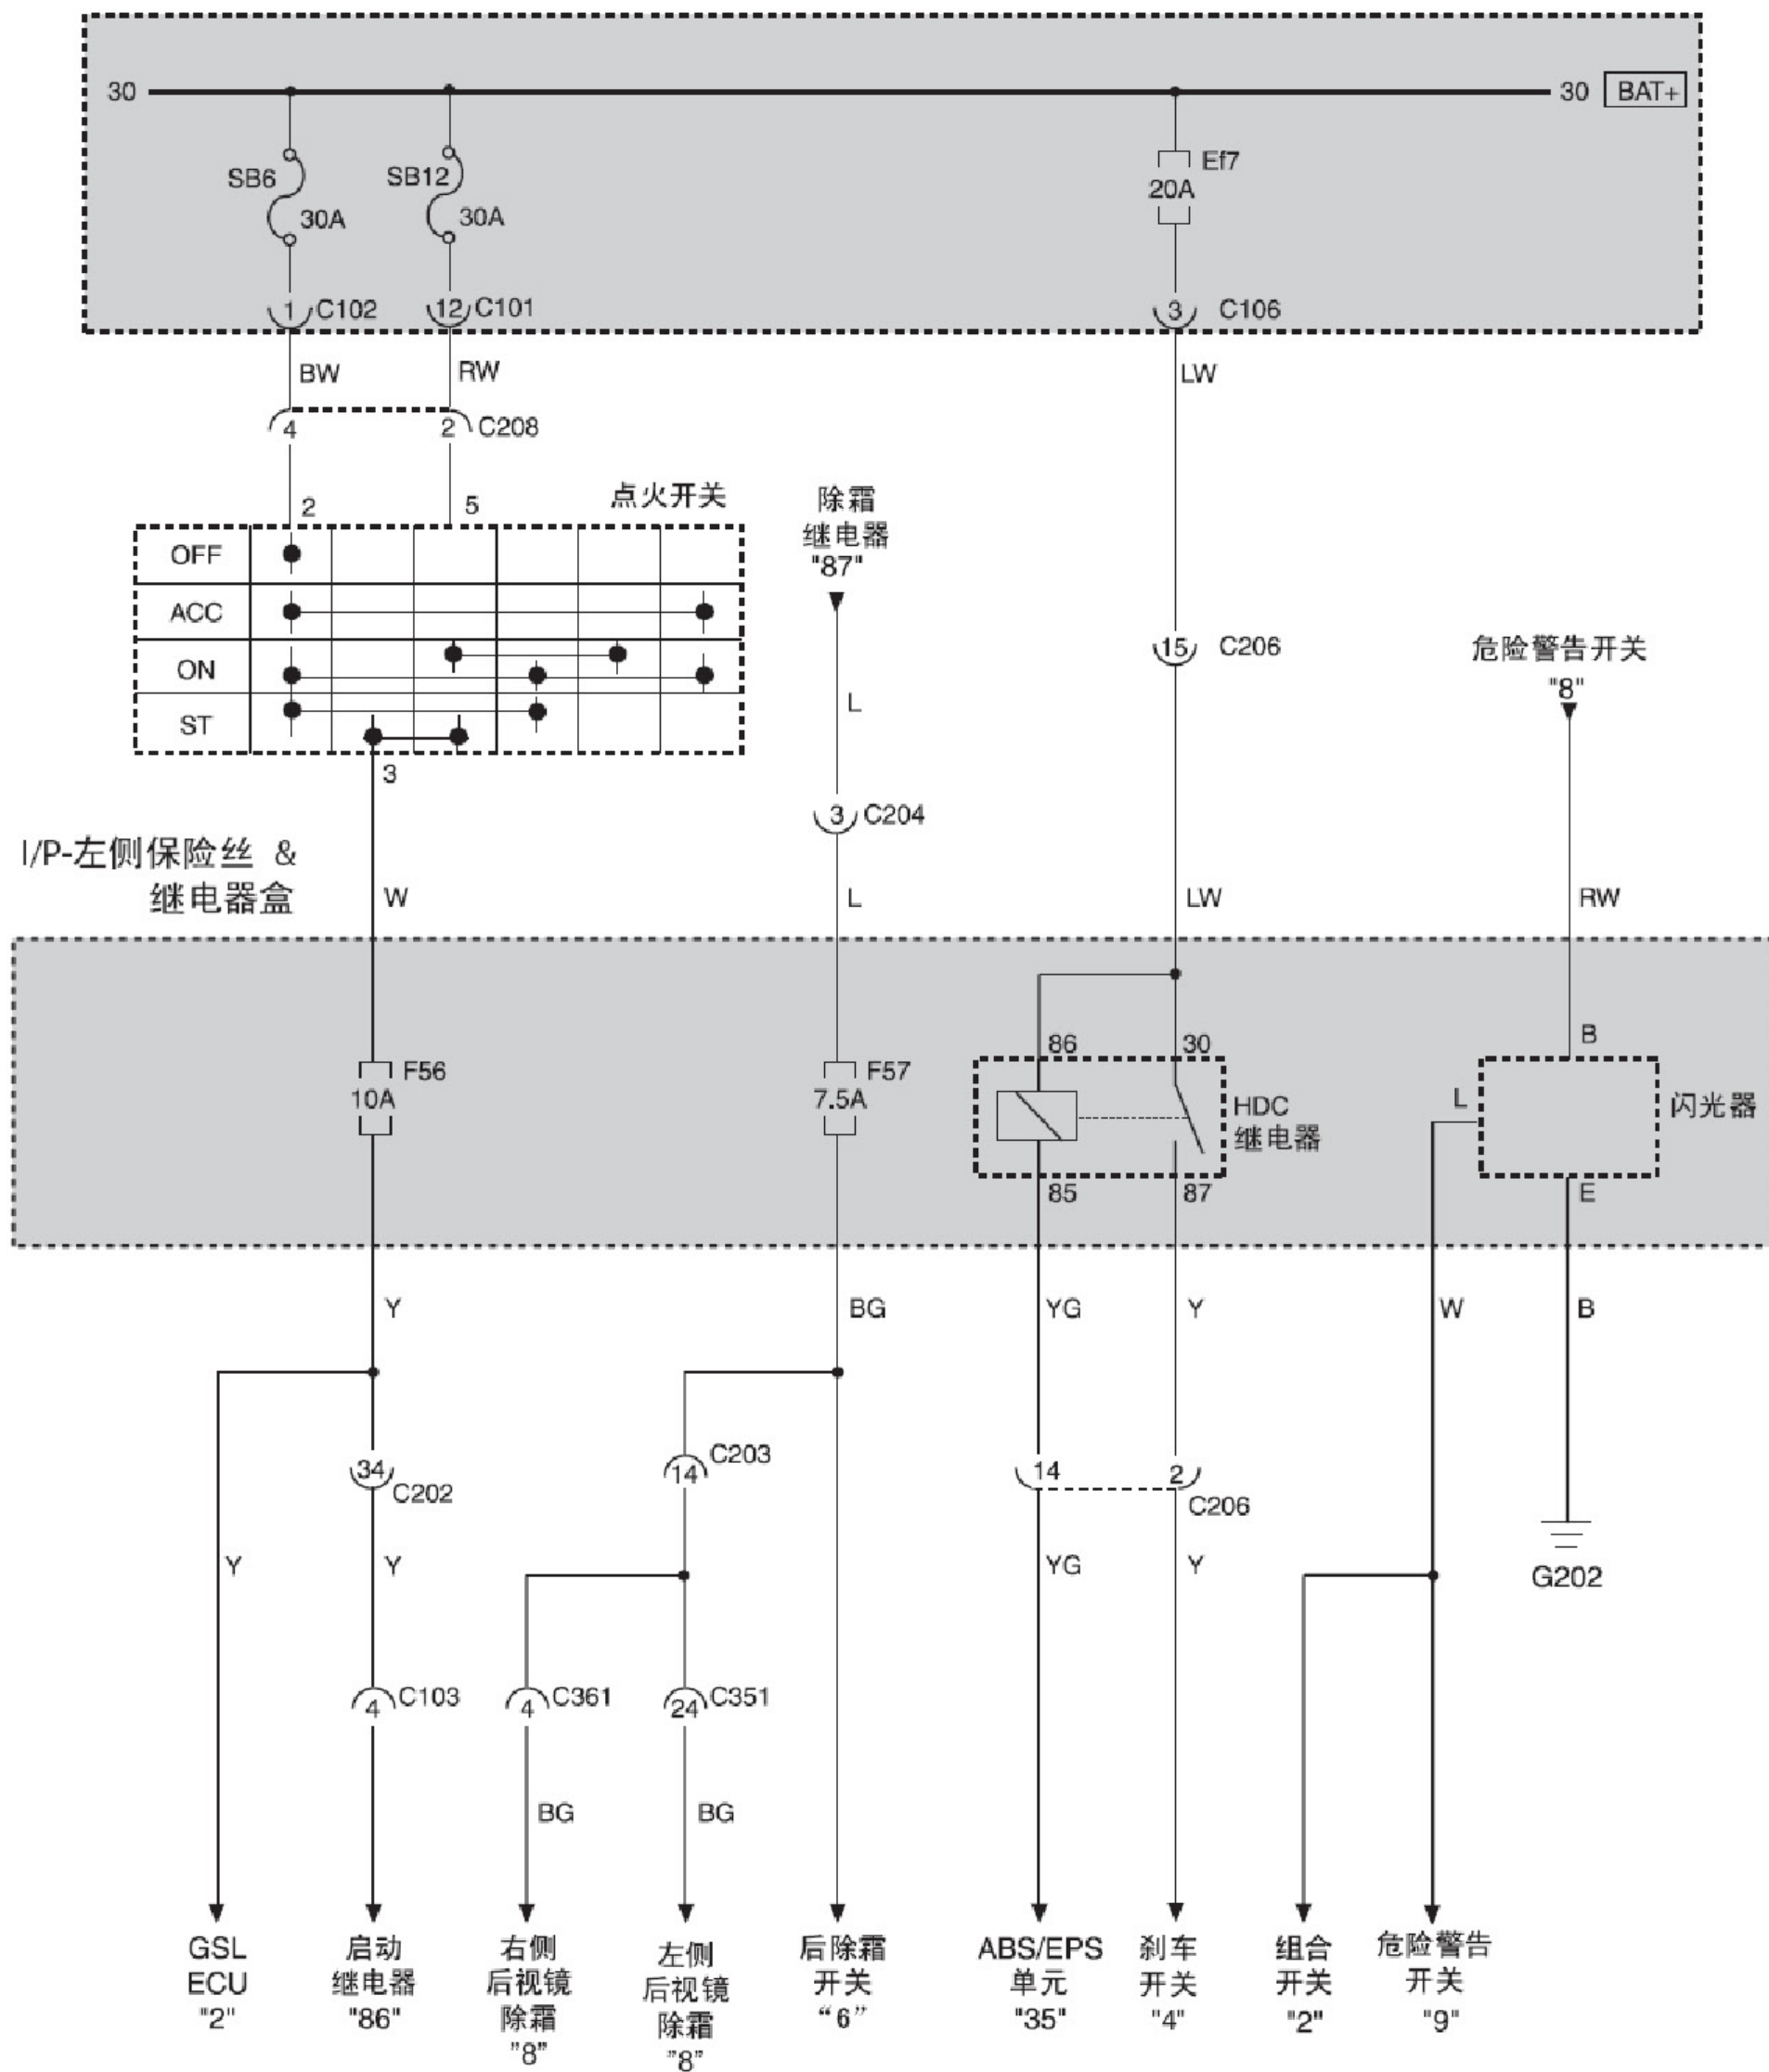 30
30
BAT+
SB6
30A
SB12
30A
Ef7
20A
1
C102
12
C101
3
C106
BW
RW
LW
4
2
C208
2
5
点火开关
除霜
继电器
"87"
OFF
ACC
ON
ST
3
15
C206
危险警告开关
"8"
L
3
C204
I/P-左侧保险丝 &
继电器盒
W
L
LW
RW
F56
10A
F57
7.5A
86
30
HDC
继电器
85
87
B
L
闪光器
E
Y
BG
YG
Y
W
B
34
C202
14
C203
14
2
C206
Y
Y
YG
Y
G202
4
C103
4
C361
24
C351
BG
BG
GSL
ECU
"2"
启动
继电器
"86"
右侧
后视镜
除霜
"8"
左侧
后视镜
除霜
"8"
后除霜
开关
“6”
ABS/EPS
单元
"35"
刹车
开关
"4"
组合
开关
"2"
危险警告
开关
"9"